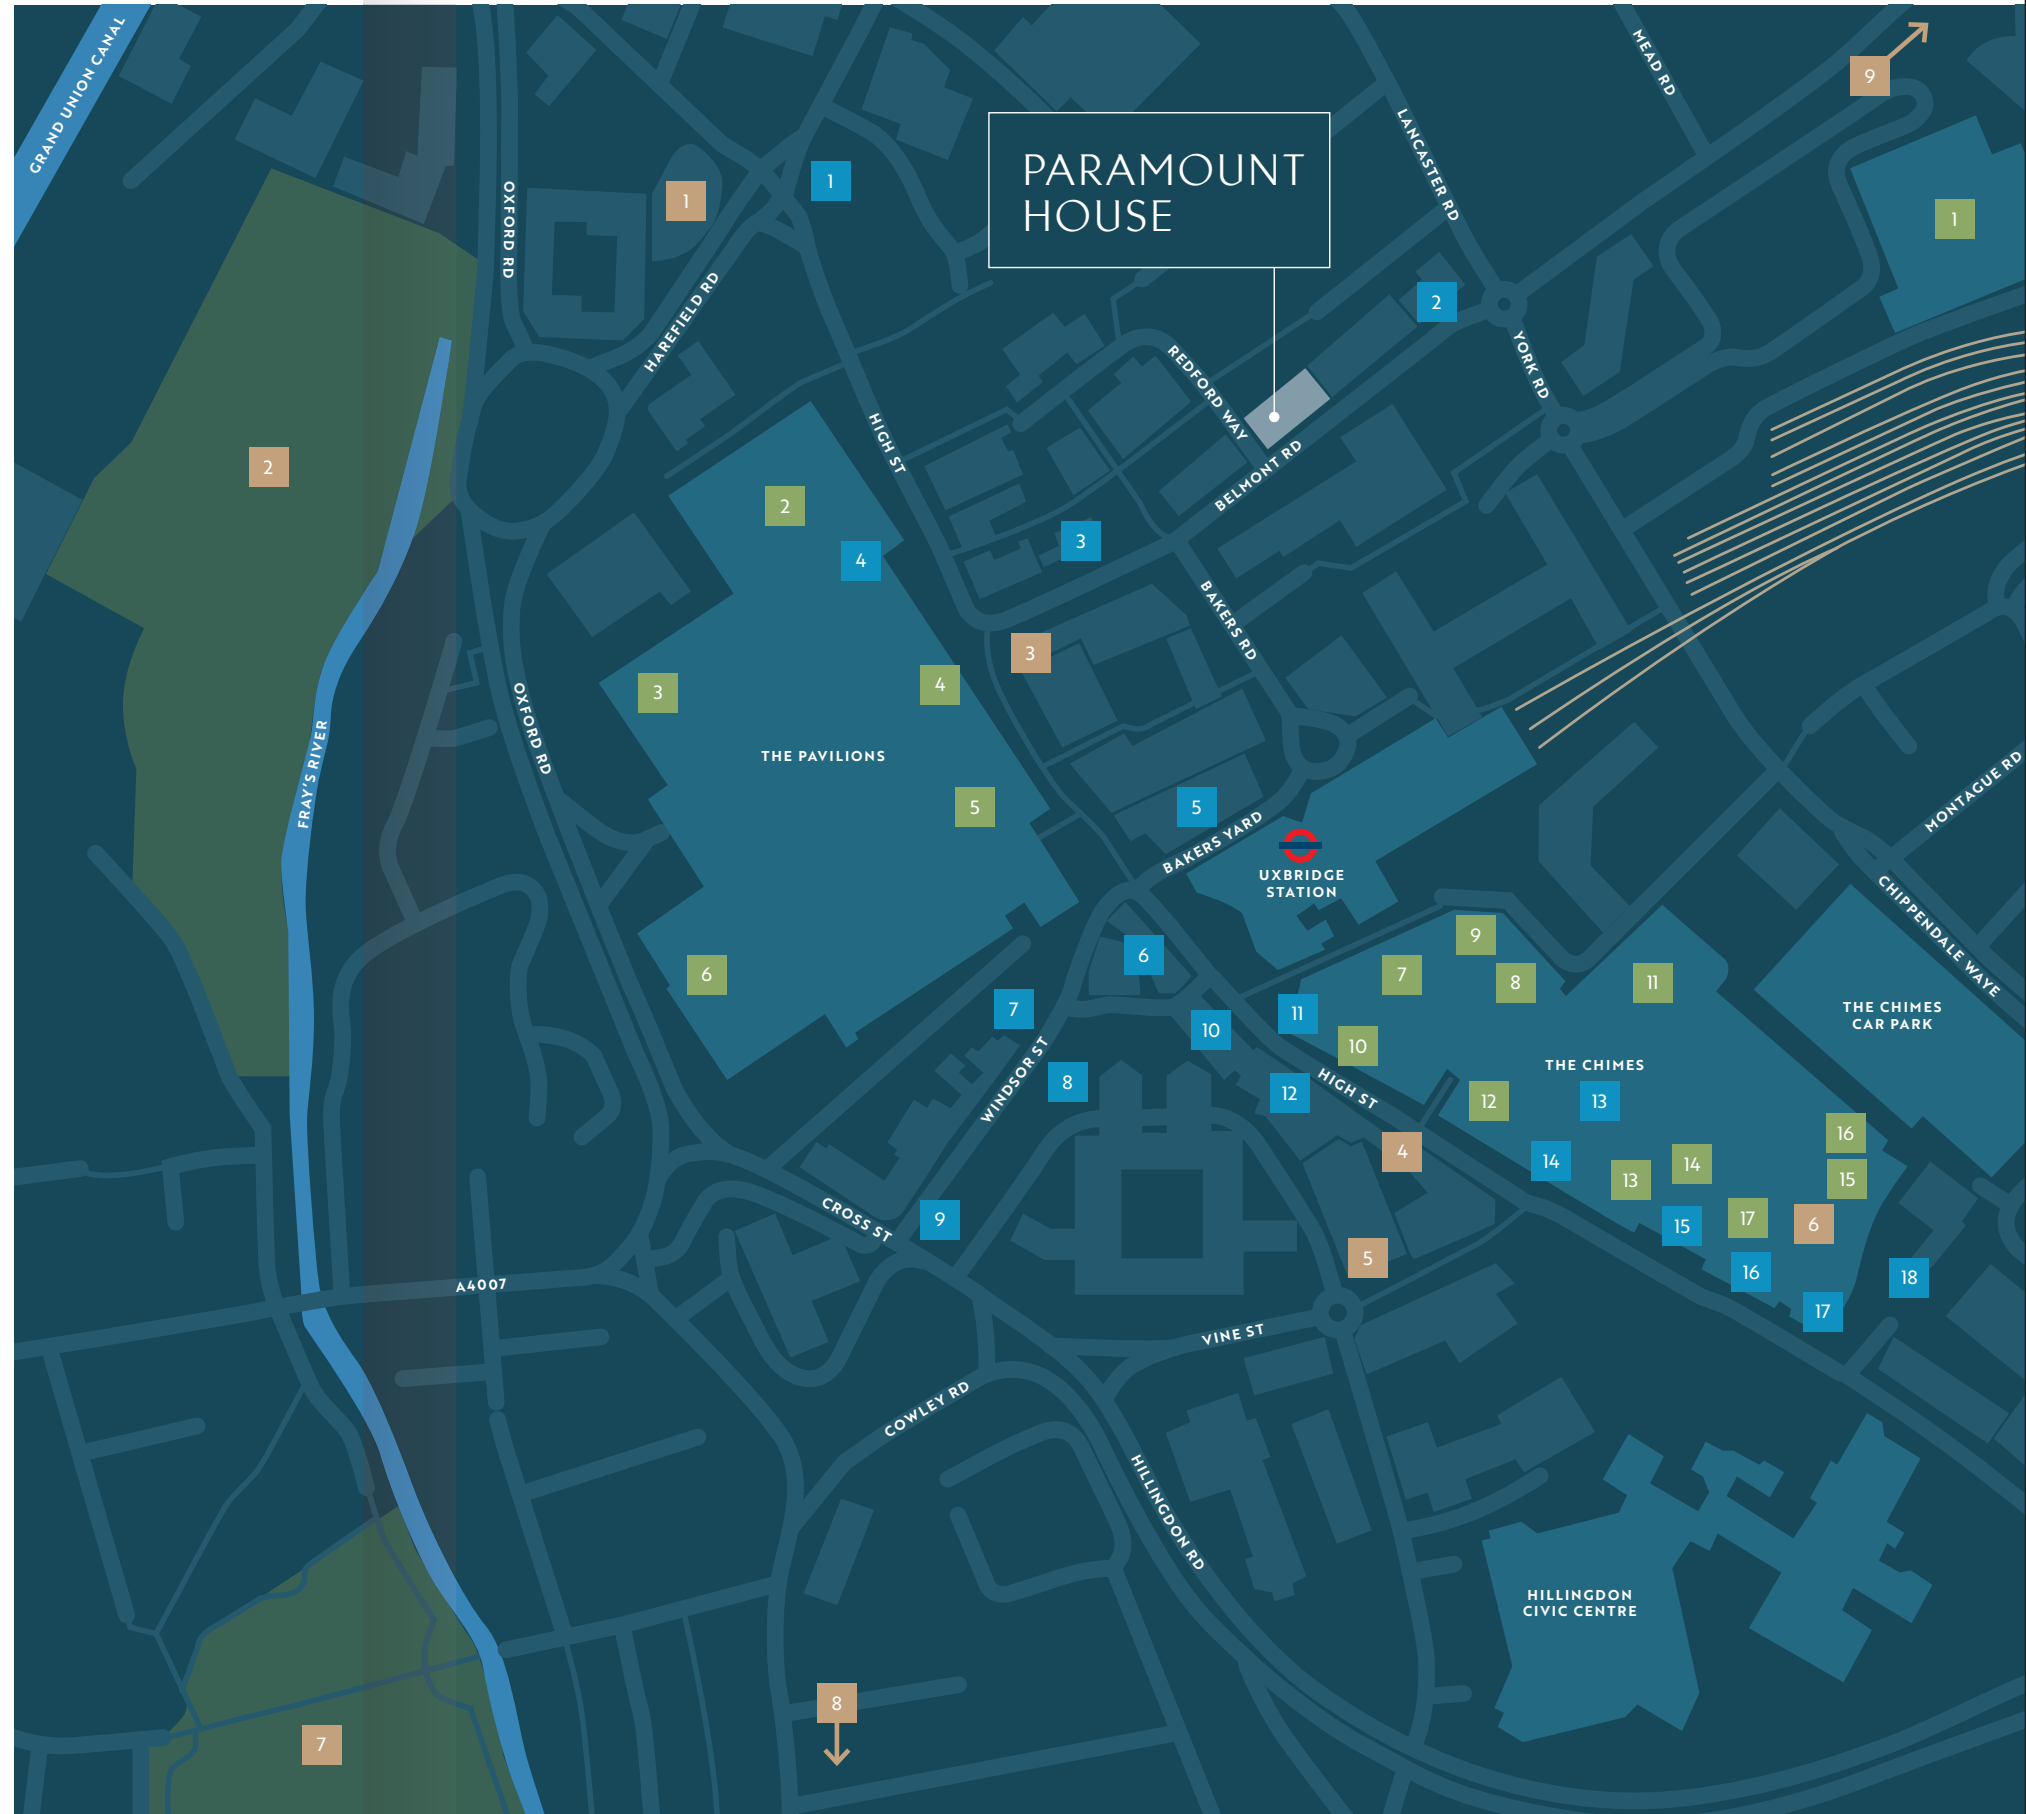 GRAND UNION CANAL
MEAD RD
9
LANCASTER RD
PARAMOUNT
HOUSE
OXFORD RD
1
1
1
HAREFIELD RD
2
YORK RD
REDFORD WAY
HIGH ST
BELMONT RD
2
2
4
3
BAKERS RD
3
3
4
OXFORD RD
FRAY'S RIVER
THE PAVILIONS
5
5
BAKERS YARD
MONTAGUE RD
UXBRIDGE
STATION
CHIPPENDALE WAYE
9
6
6
7
8
11
7
11
10
10
THE CHIMES
CAR PARK
THE CHIMES
WINDSOR ST
8
12
HIGH ST
12
13
16
4
14
13
14
15
CROSS ST
9
15
17
6
5
16
18
17
A4007
VINE ST
COWLEY RD
HILLINGDON RD
HILLINGDON
CIVIC CENTRE
8
7